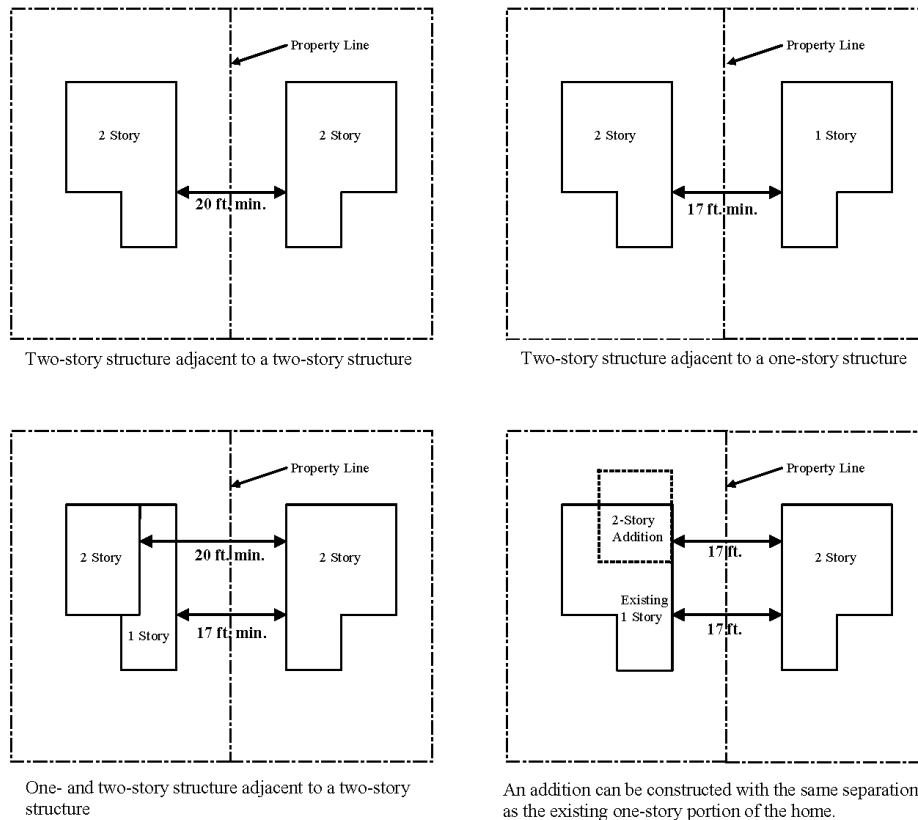 Property Line
2 Story
2 Story
20 ft. min.
Two-story structure adjacent to a two-story structure
Property Line
2 Story
1 Story
17 ft. min.
Two-story structure adjacent to a one-story structure
Property Line
2 Story
2 Story
20 ft. min.
17 ft. min.
1 Story
One- and two-story structure adjacent to a two-story
structure
Property Line
2-Story
Addition
2 Story
17 ft.
Existing
1 Story
17 ft.
An addition can be constructed with the same separation
as the existing one-story portion of the home.